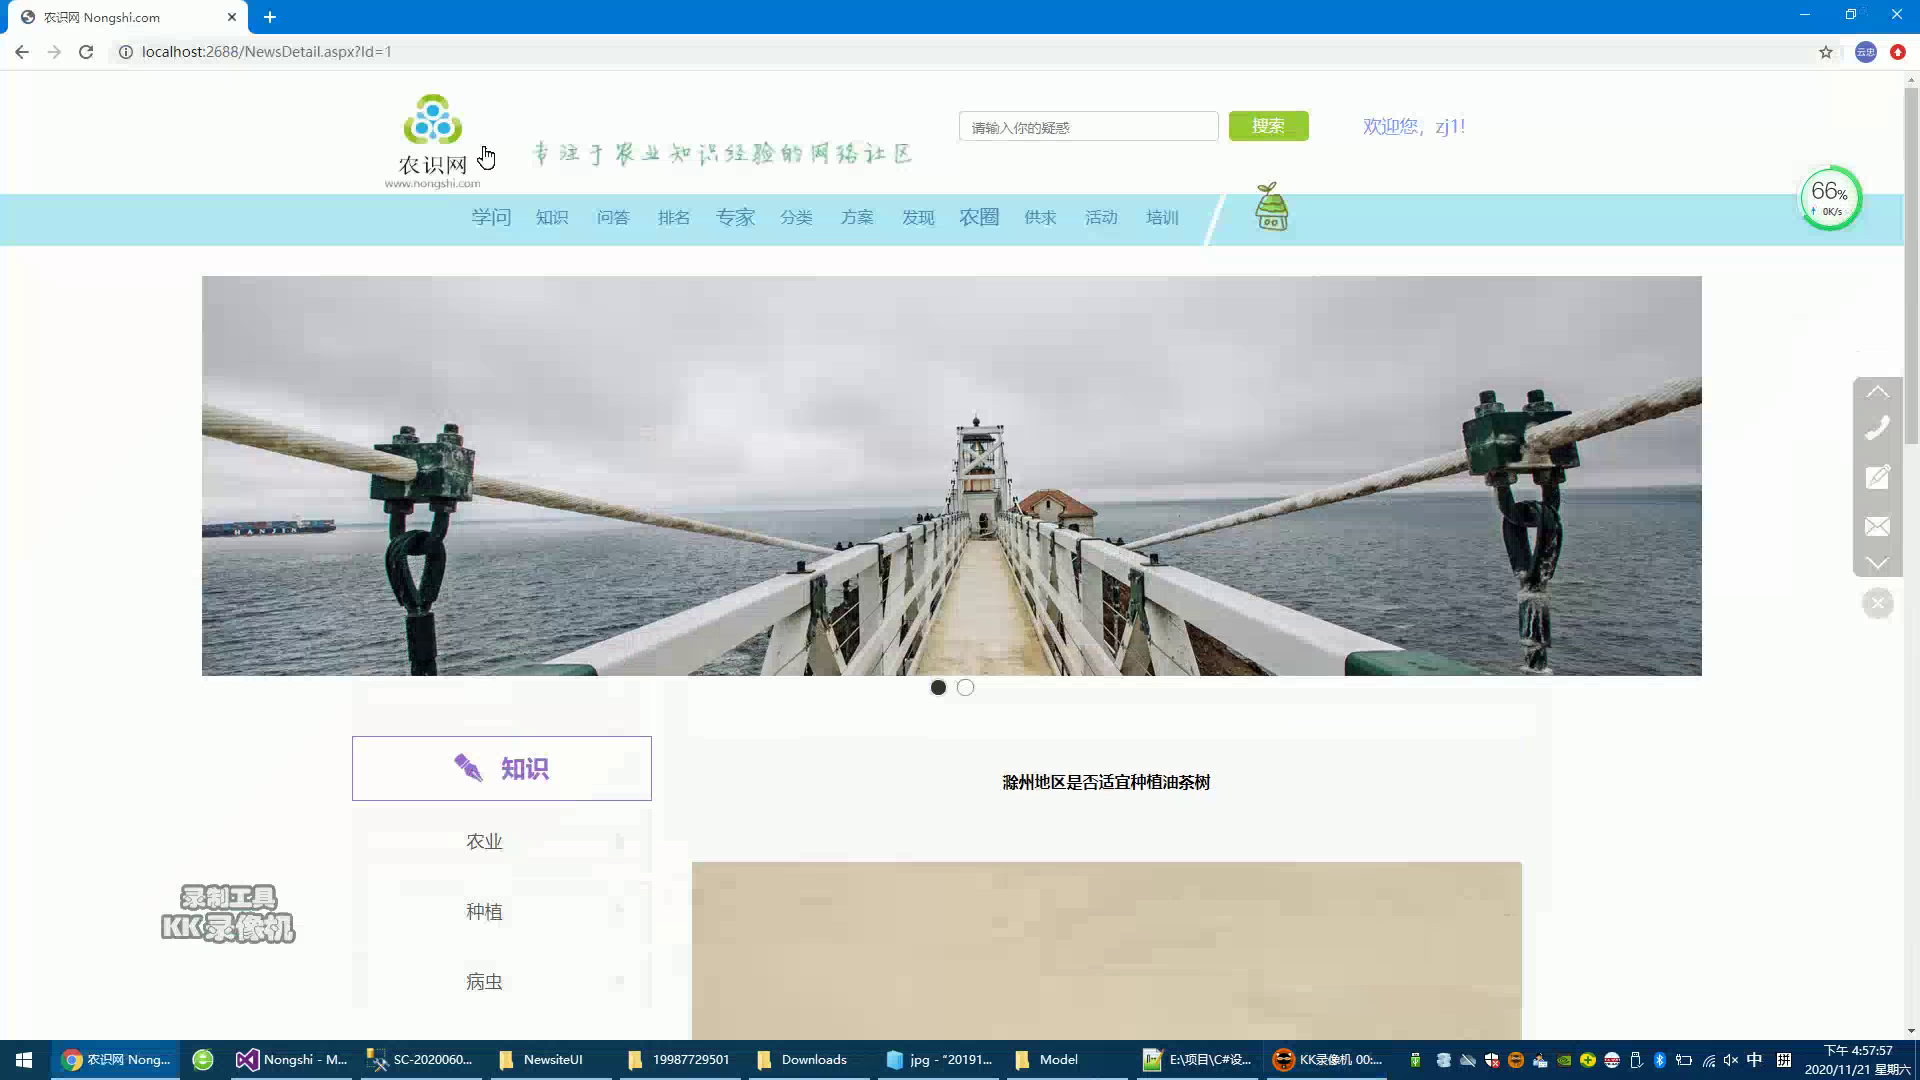 农识网 Nongshi.com
localhost:2688/NewsDetail.aspx?Id=1
云忠
农识网
www.nongshi.com
专注于农业知识经验的网络社区
请输入你的疑惑
搜索
欢迎您，zj1!
66%
0K/s
学问 知识 问答 排名 专家 分类 方案 发现 农圈 供求 活动 培训
HANJIN
知识
滁州地区是否适宜种植油茶树
农业
种植
病虫
录制工具
KK录像机
农识网 Nong...
Nongshi - M...
SC-2020060...
NewsiteUI
19987729501
Downloads
jpg - "20191...
Model
E:\项目\C#设...
KK录像机 00:...
中
拼
下午 4:57:57
2020/11/21 星期六